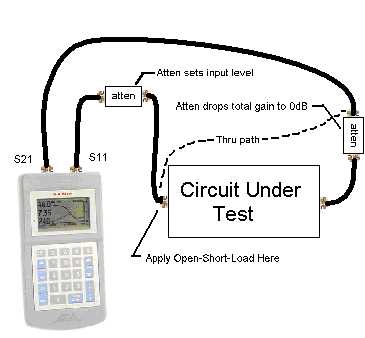 Atten sets input level
atten
Atten drops total gain to 0dB
atten
Thru path
S21
S11
Circuit Under
Test
Apply Open-Short-Load Here